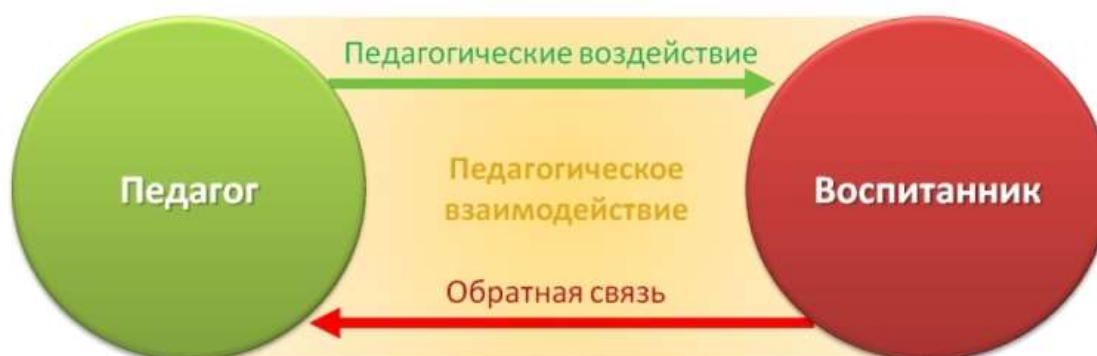 Педагогические воздействие
Педагог
Педагогическое
взаимодействие
Воспитанник
Обратная связь